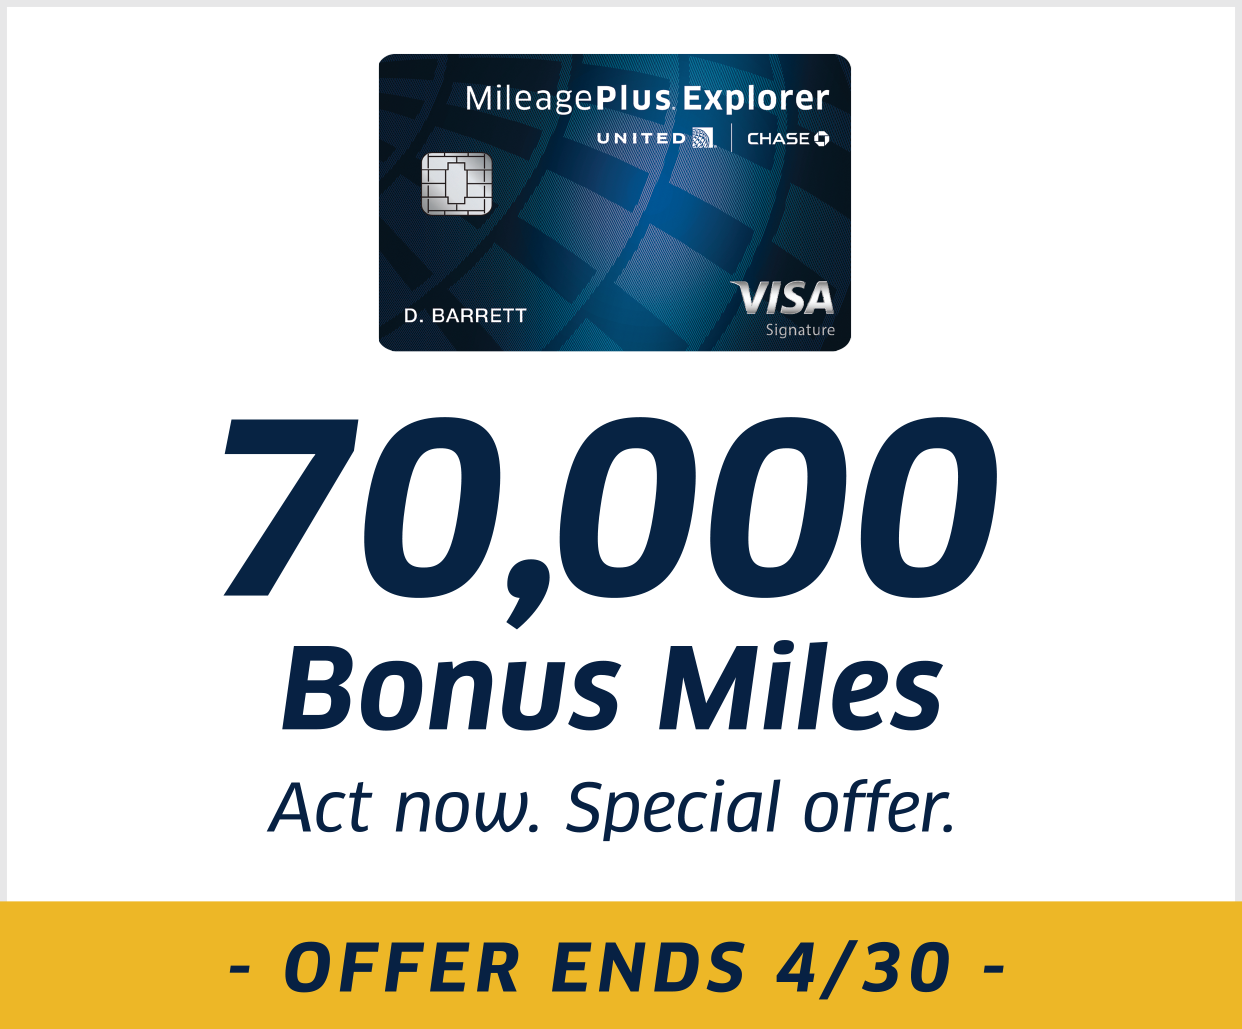 MileagePlus Explorer
UNITED CHASE
D. BARRETT
VISA
Signature
70,000
Bonus Miles
Act now. Special offer.
- OFFER ENDS 4/30 -